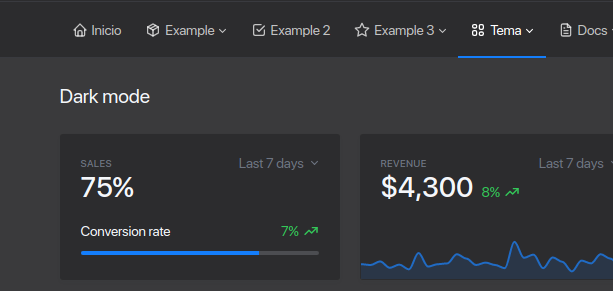 Inicio Example Example 2 Example 3 Tema Docs
Dark mode
SALES Last 7 days
75%
Conversion rate 7%
REVENUE Last 7 days
$4,300 8%